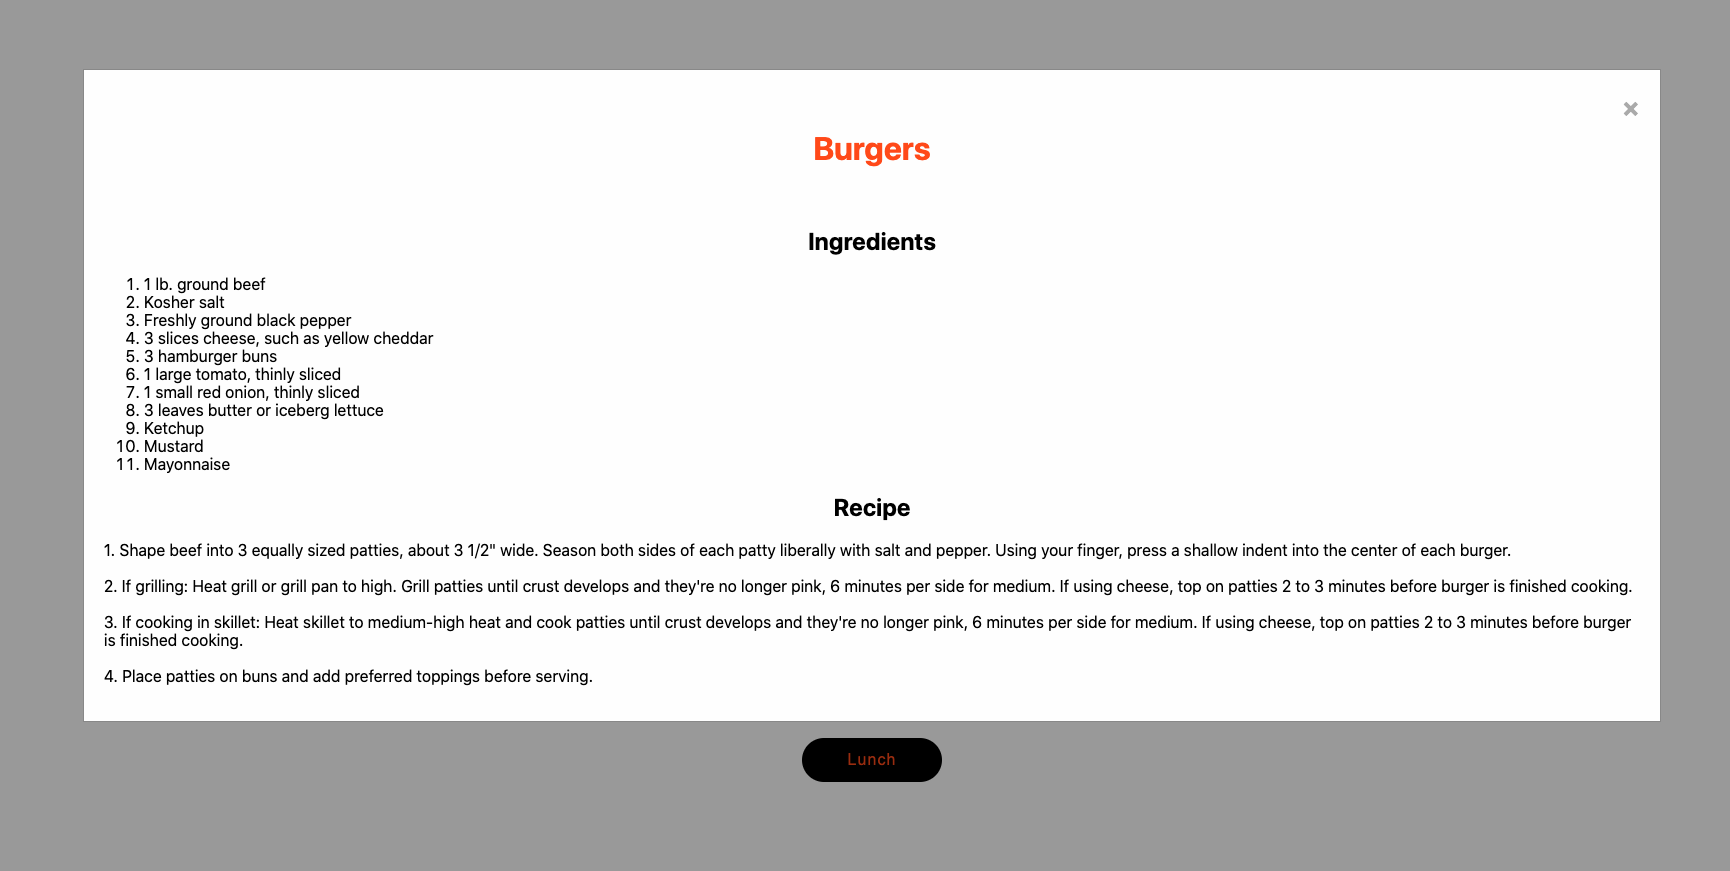 ×
Burgers
Ingredients
1. 1 lb. ground beef
2. Kosher salt
3. Freshly ground black pepper
4. 3 slices cheese, such as yellow cheddar
5. 3 hamburger buns
6. 1 large tomato, thinly sliced
7. 1 small red onion, thinly sliced
8. 3 leaves butter or iceberg lettuce
9. Ketchup
10. Mustard
11. Mayonnaise
Recipe
1. Shape beef into 3 equally sized patties, about 3 1/2" wide. Season both sides of each patty liberally with salt and pepper. Using your finger, press a shallow indent into the center of each burger.
2. If grilling: Heat grill or grill pan to high. Grill patties until crust develops and they're no longer pink, 6 minutes per side for medium. If using cheese, top on patties 2 to 3 minutes before burger is finished cooking.
3. If cooking in skillet: Heat skillet to medium-high heat and cook patties until crust develops and they're no longer pink, 6 minutes per side for medium. If using cheese, top on patties 2 to 3 minutes before burger
is finished cooking.
4. Place patties on buns and add preferred toppings before serving.
Lunch